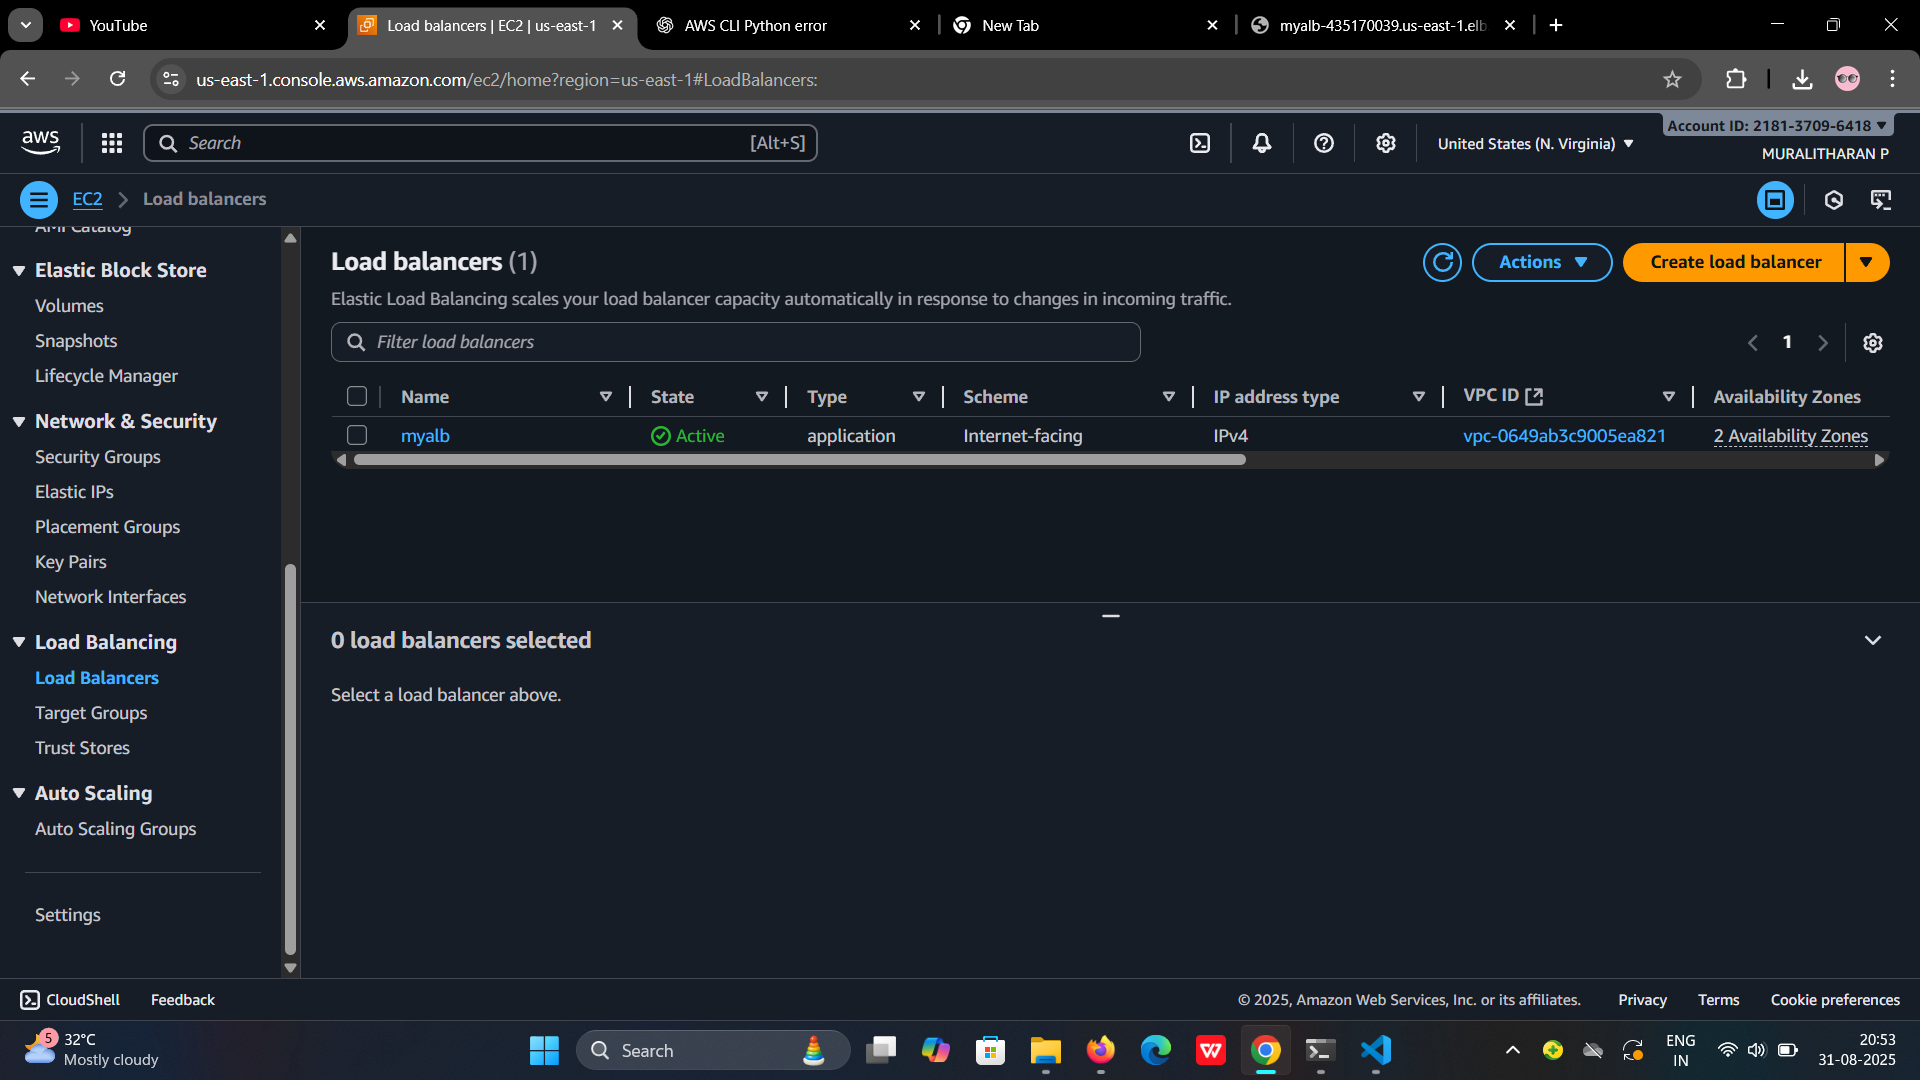 YouTube
Load balancers | EC2 | us-east-1
AWS CLI Python error
New Tab
myalb-435170039.us-east-1.elb.
us-east-1.console.aws.amazon.com/ec2/home?region=us-east-1#LoadBalancers:
aws
Search
[Alt+S]
United States (N. Virginia)
Account ID: 2181-3709-6418
MURALITHARAN P
EC2
Load balancers
AMI Catalog
Elastic Block Store
Volumes
Snapshots
Lifecycle Manager
Network & Security
Security Groups
Elastic IPs
Placement Groups
Key Pairs
Network Interfaces
Load Balancing
Load Balancers
Target Groups
Trust Stores
Auto Scaling
Auto Scaling Groups
Settings
Load balancers (1)
Actions
Create load balancer
Elastic Load Balancing scales your load balancer capacity automatically in response to changes in incoming traffic.
Filter load balancers
1
Name State Type Scheme IP address type VPC ID Availability Zones
myalb Active application Internet-facing IPv4 vpc-0649ab3c9005ea821 2 Availability Zones
0 load balancers selected
Select a load balancer above.
CloudShell
Feedback
© 2025, Amazon Web Services, Inc. or its affiliates.
Privacy
Terms
Cookie preferences
5
32°C
Mostly cloudy
Search
W
ENG
IN
20:53
31-08-2025